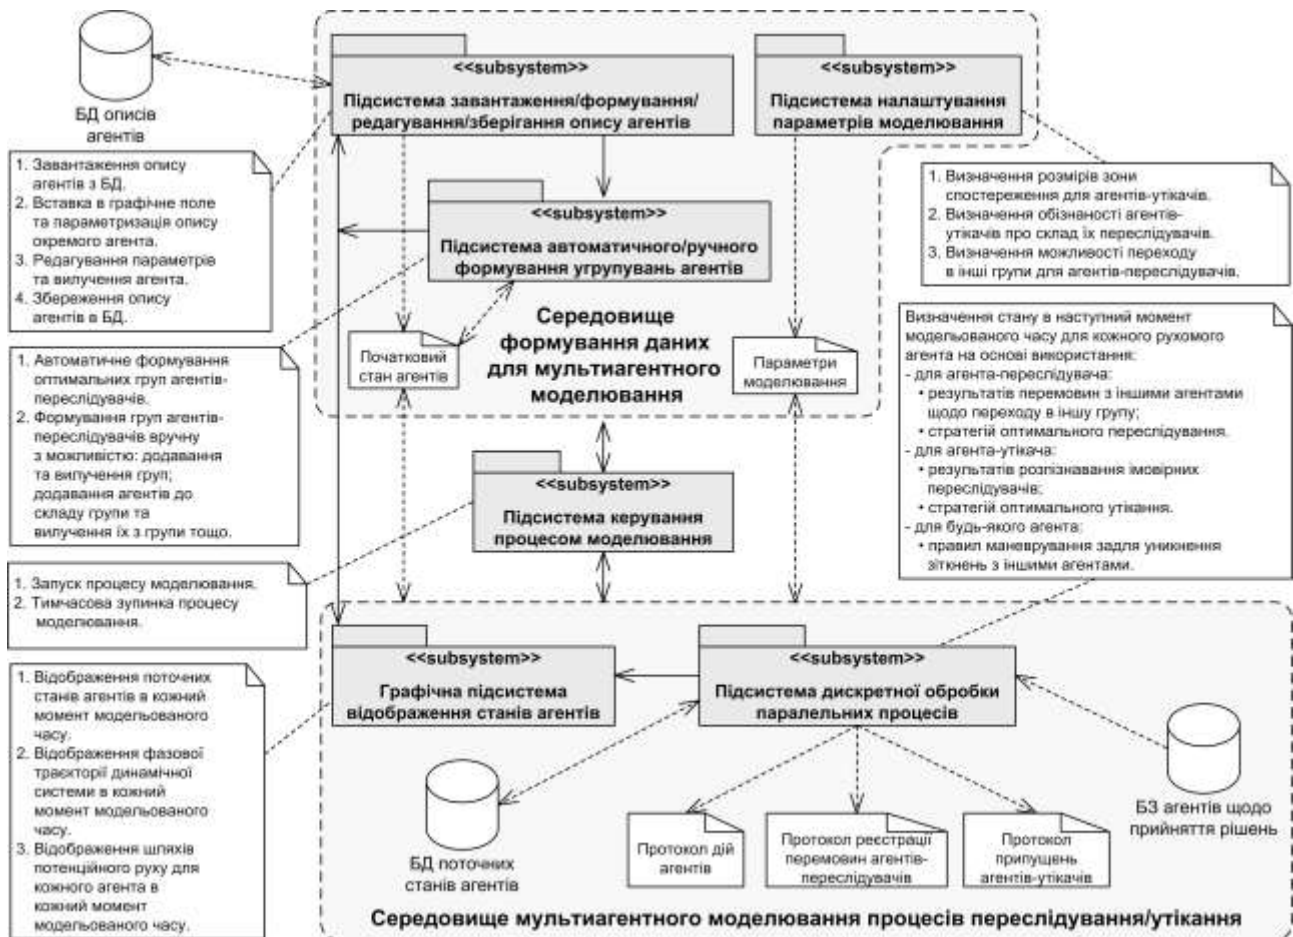 БД описів
агентів
<<subsystem>>
Підсистема завантаження/формування/
редагування/зберігання опису агентів
<<subsystem>>
Підсистема налаштування
параметрів моделювання
1. Завантаження опису
агентів з БД.
2. Вставка в графічне поле
та параметризація опису
окремого агента.
3. Редагування параметрів
та вилучення агента.
4. Збереження опису
агентів в БД.
<<subsystem>>
Підсистема автоматичного/ручного
формування угрупувань агентів
1. Визначення розмірів зони
спостереження для агентів-утікачів.
2. Визначення обізнаності агентів-
утікачів про склад їх переслідувачів.
3. Визначення можливості переходу
в інші групи для агентів-переслідувачів.
Початковий
стан агентів
Середовище
формування даних
для мультиагентного
моделювання
Параметри
моделювання
1. Автоматичне формування
оптимальних груп агентів-
переслідувачів.
2. Формування груп агентів-
переслідувачів вручну
з можливістю: додавання
та вилучення груп;
додавання агентів до
складу групи та
вилучення їх з групи тощо.
Визначення стану в наступний момент
модельованого часу для кожного рухомого
агента на основі використання:
- для агента-переслідувача:
• результатів перемовин з іншими агентами
щодо переходу в іншу групу;
• стратегій оптимального переслідування.
- для агента-утікача:
• результатів розпізнавання імовірних
переслідувачів;
• стратегій оптимального утікання.
- для будь-якого агента:
• правил маневрування задля уникнення
зіткнень з іншими агентами.
<<subsystem>>
Підсистема керування
процесом моделювання
1. Запуск процесу моделювання.
2. Тимчасова зупинка процесу
моделювання.
<<subsystem>>
Графічна підсистема
відображення станів агентів
<<subsystem>>
Підсистема дискретної обробки
паралельних процесів
1. Відображення поточних
станів агентів в кожний
момент модельованого
часу.
2. Відображення фазової
траєкторії динамічної
системи в кожний
момент модельованого
часу.
3. Відображення шляхів
потенційного руху для
кожного агента в
кожний момент
модельованого часу.
БД поточних
станів агентів
Протокол дій
агентів
Протокол реєстрації
перемовин агентів-
переслідувачів
Протокол
припущень
агентів-утікачів
БЗ агентів щодо
прийняття рішень
Середовище мультиагентного моделювання процесів переслідування/утікання